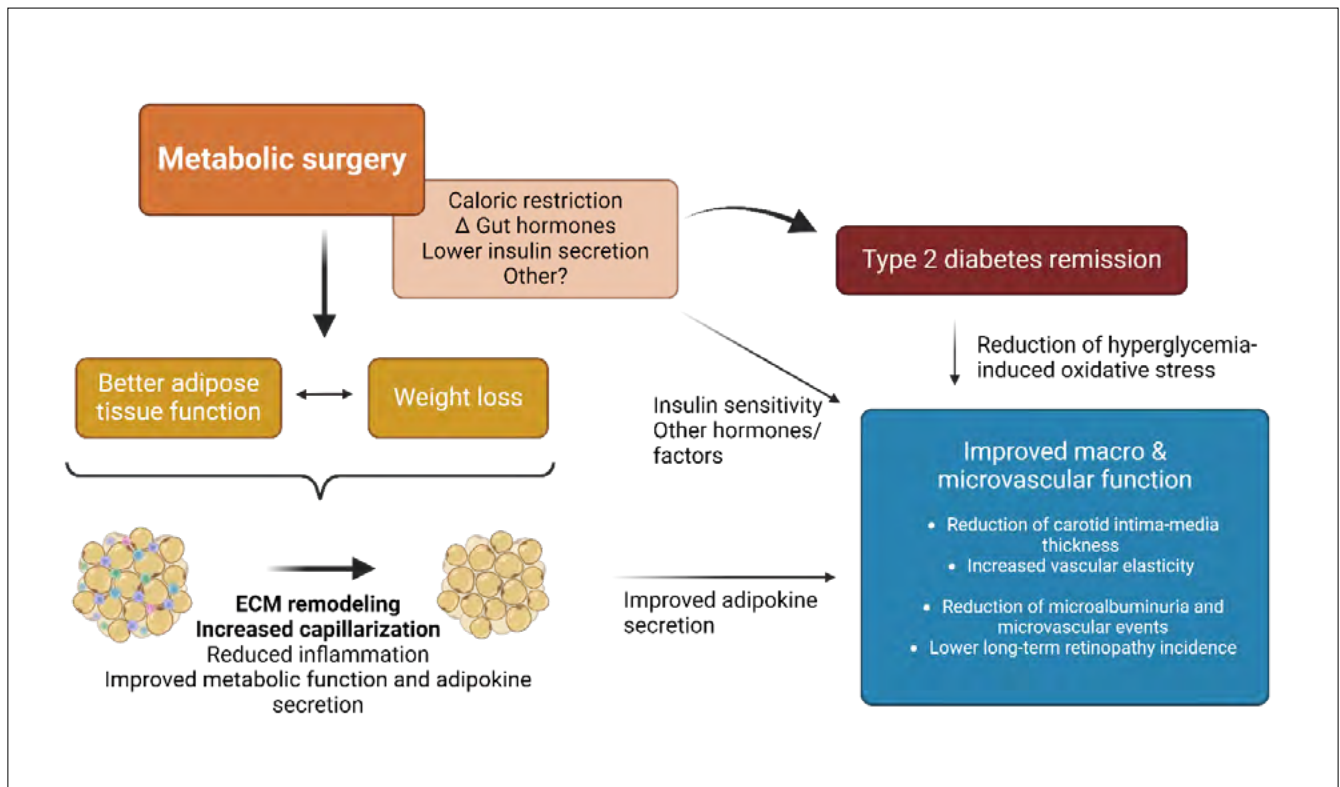 Metabolic surgery
Caloric restriction
Δ Gut hormones
Lower insulin secretion
Other?
Type 2 diabetes remission
Reduction of hyperglycemia-
induced oxidative stress
Better adipose
tissue function
Weight loss
Insulin sensitivity
Other hormones/
factors
Improved macro &
microvascular function
• Reduction of carotid intima-media
thickness
• Increased vascular elasticity
• Reduction of microalbuminuria and
microvascular events
• Lower long-term retinopathy incidence
ECM remodeling
Increased capillarization
Reduced inflammation
Improved metabolic function and adipokine
secretion
Improved adipokine
secretion